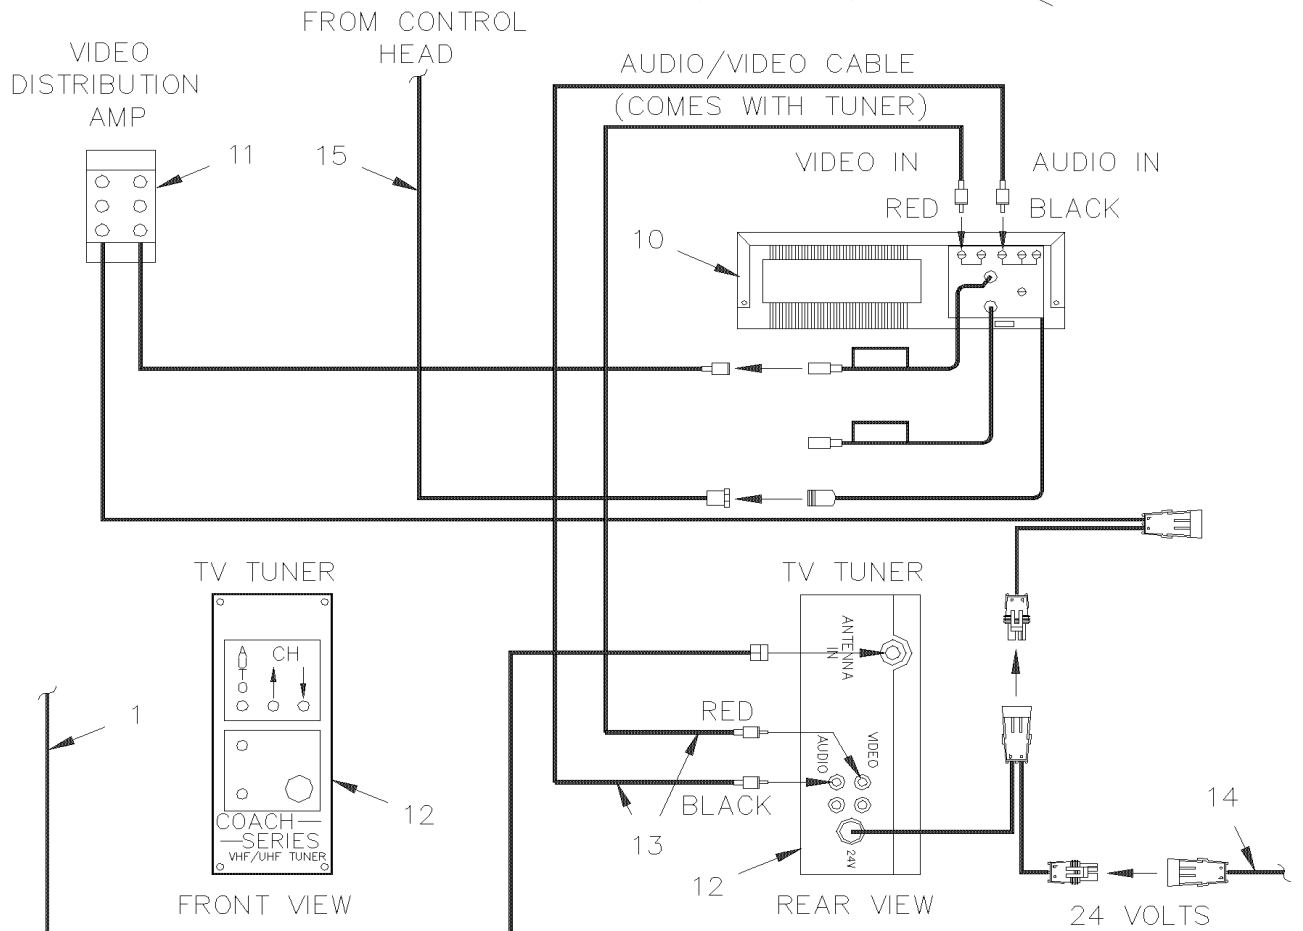 FROM CONTROL
HEAD
VIDEO
DISTRIBUTION
AMP
AUDIO/VIDEO CABLE
(COMES WITH TUNER)
11
15
VIDEO IN
AUDIO IN
RED
BLACK
10
TV TUNER
TV TUNER
AUTO
CH
ANTENNA
IN
1
RED
AUDIO
VIDEO
BLACK
12
COACH
SERIES
VHF/UHF TUNER
13
24V
14
12
FRONT VIEW
REAR VIEW
24 VOLTS